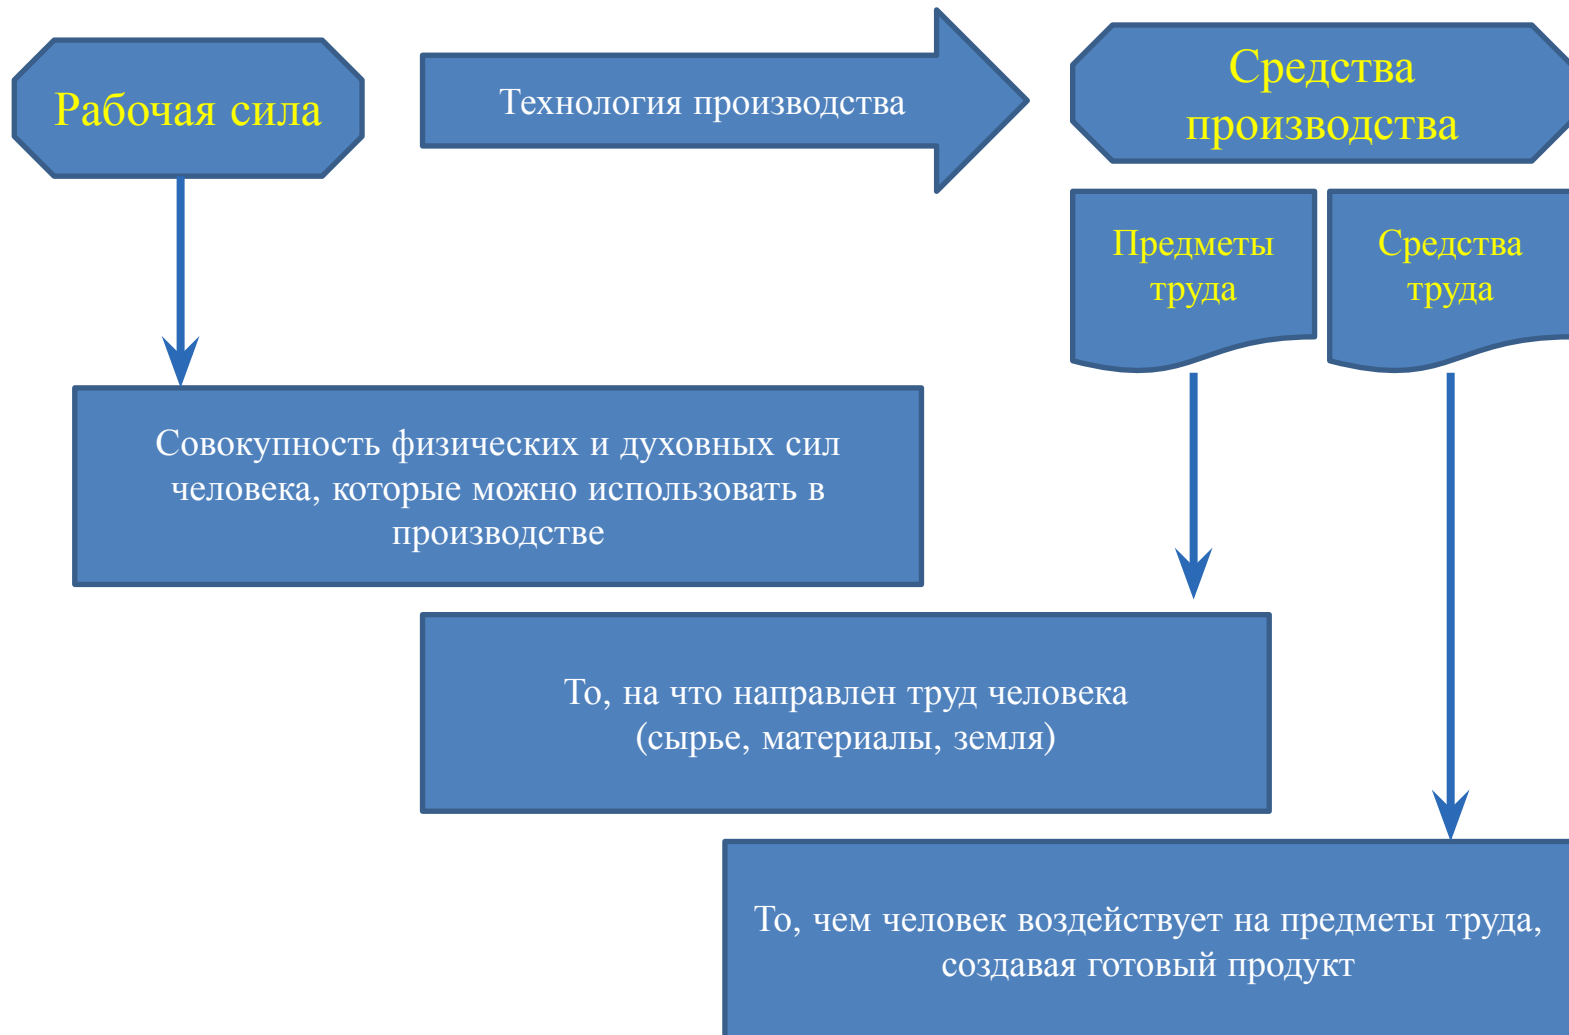 Рабочая сила
Технология производства
Средства
производства
Предметы
труда
Средства
труда
Совокупность физических и духовных сил
человека, которые можно использовать в
производстве
То, на что направлен труд человека
(сырье, материалы, земля)
То, чем человек воздействует на предметы труда,
создавая готовый продукт